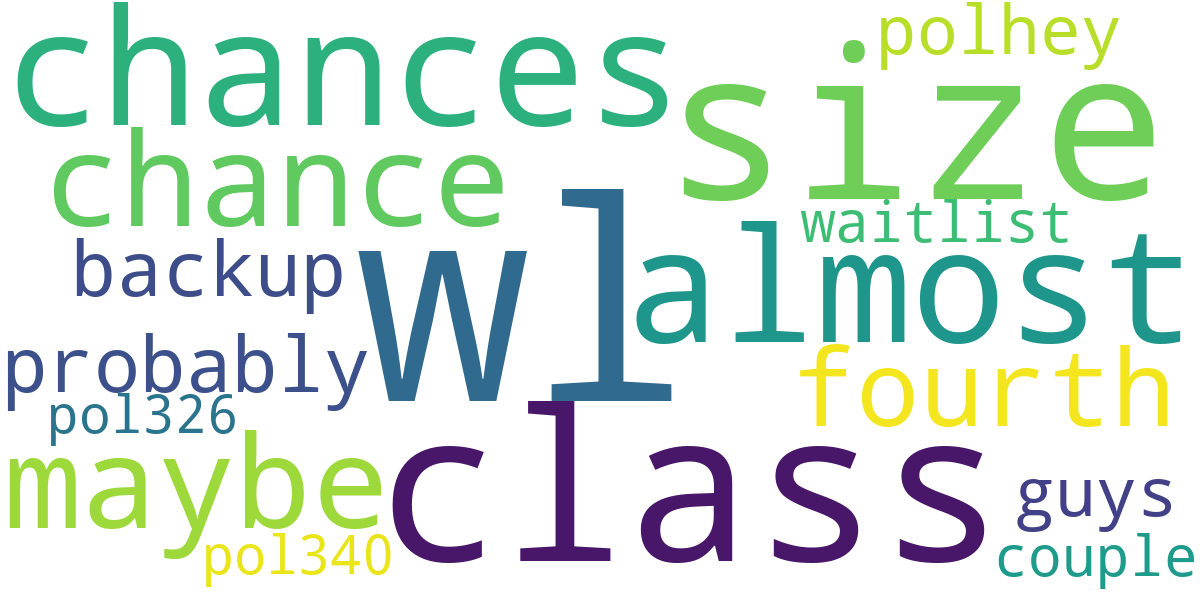 chances
polhey
size
chance
waitlist
wl
almost
backup
probably
fourth
pol326
class
maybe
guys
pol340
couple